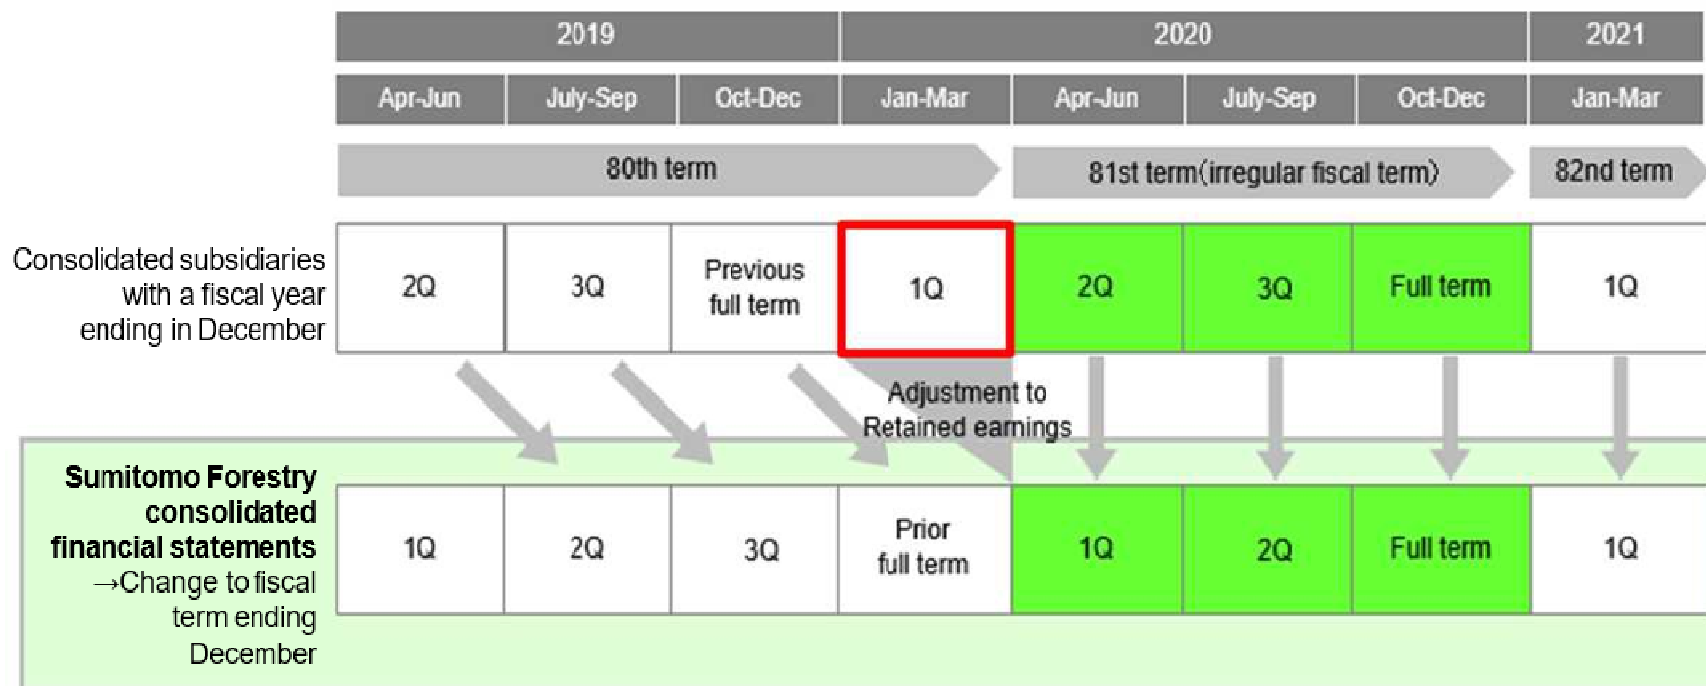 2019 2020 2021
Apr-Jun July-Sep Oct-Dec Jan-Mar Apr-Jun July-Sep Oct-Dec Jan-Mar
80th term 81st term(irregular fiscal term) 82nd term
Consolidated subsidiaries
with a fiscal year
ending in December
2Q 3Q Previous
full term 1Q 2Q 3Q Full term 1Q
Adjustment to
Retained earnings
Sumitomo Forestry
consolidated
financial statements
→Change to fiscal
term ending
December
1Q 2Q 3Q Prior
full term 1Q 2Q Full term 1Q